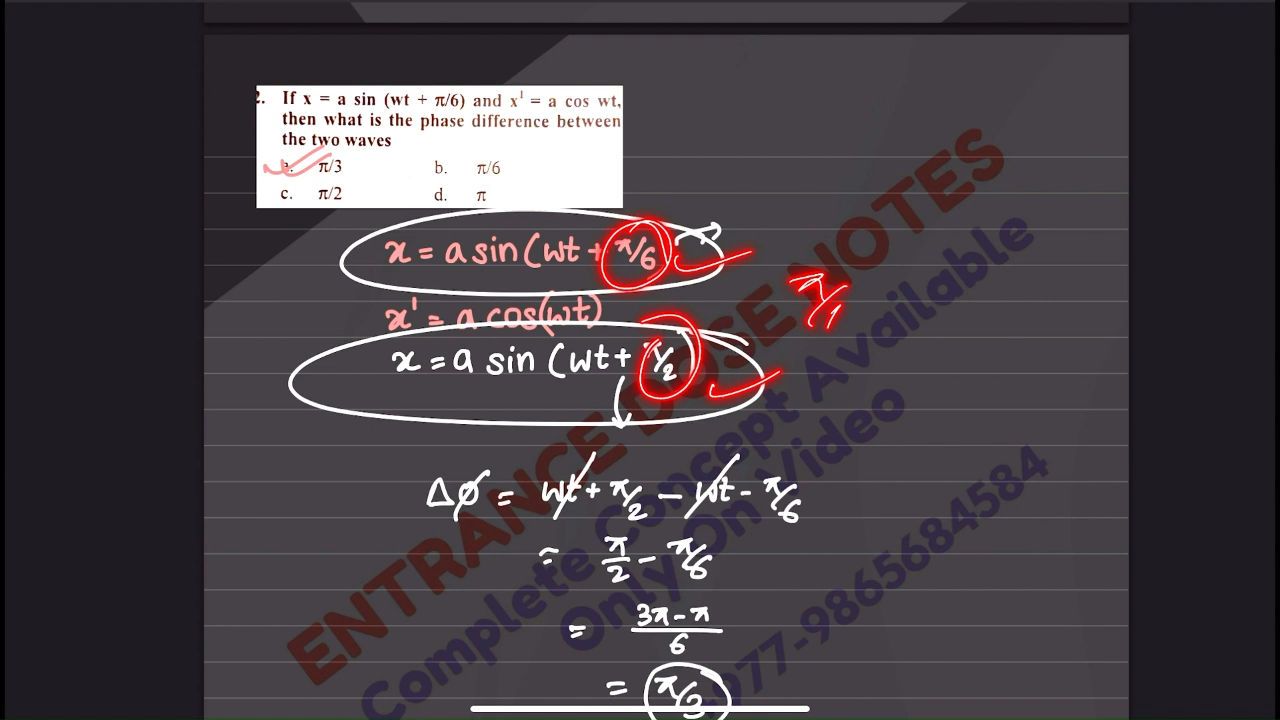 2. If x = a sin (wt + π/6) and x¹ = a cos wt,
then what is the phase difference between
the two waves
a. π/3 b. π/6
c. π/2 d. π
x = a sin (wt + π/6)
x' = a cos(wt)
x = a sin (wt + π/2)
Δφ = wt + π/2 - wt - π/6
= π/2 - π/6
= 3π - π / 6
= π/3
ENTRANCE DOSE NOTES
Complete Concept Available
Only On Video
977-9865684584